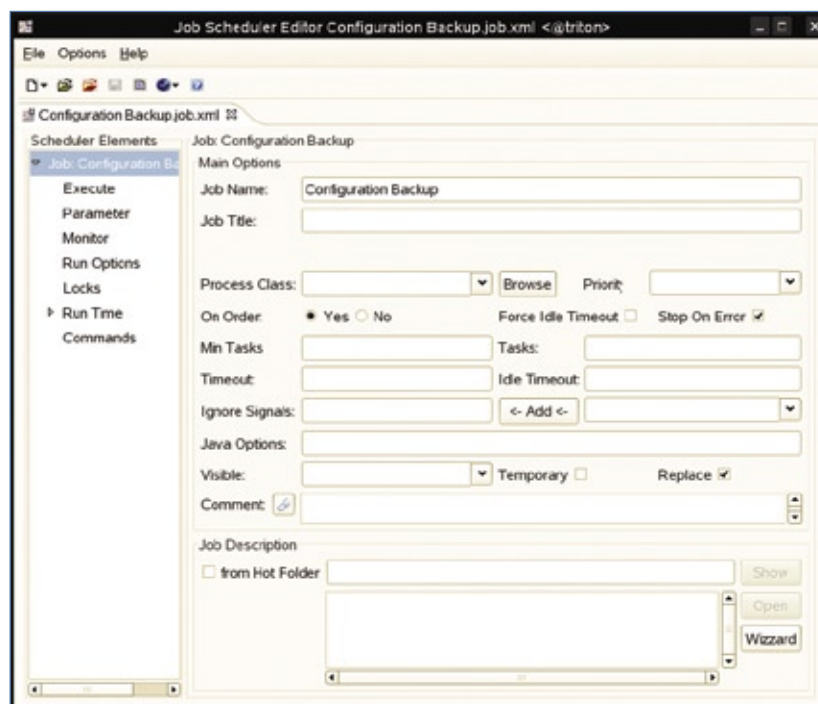 Job Scheduler Editor Configuration Backup.job.xml <@triton>
File Options Help
Configuration Backup.job.xml
Scheduler Elements
Job: Configuration Ba
Execute
Parameter
Monitor
Run Options
Locks
Run Time
Commands
Job: Configuration Backup
Main Options
Job Name: Configuration Backup
Job Title:
Process Class: Browse Priority
On Order: Yes No Force Idle Timeout Stop On Error
Min Tasks Tasks:
Timeout: Idle Timeout:
Ignore Signals: <- Add <-
Java Options:
Visible: Temporary Replace
Comment:
Job Description
from Hot Folder Show
Open
Wizzard